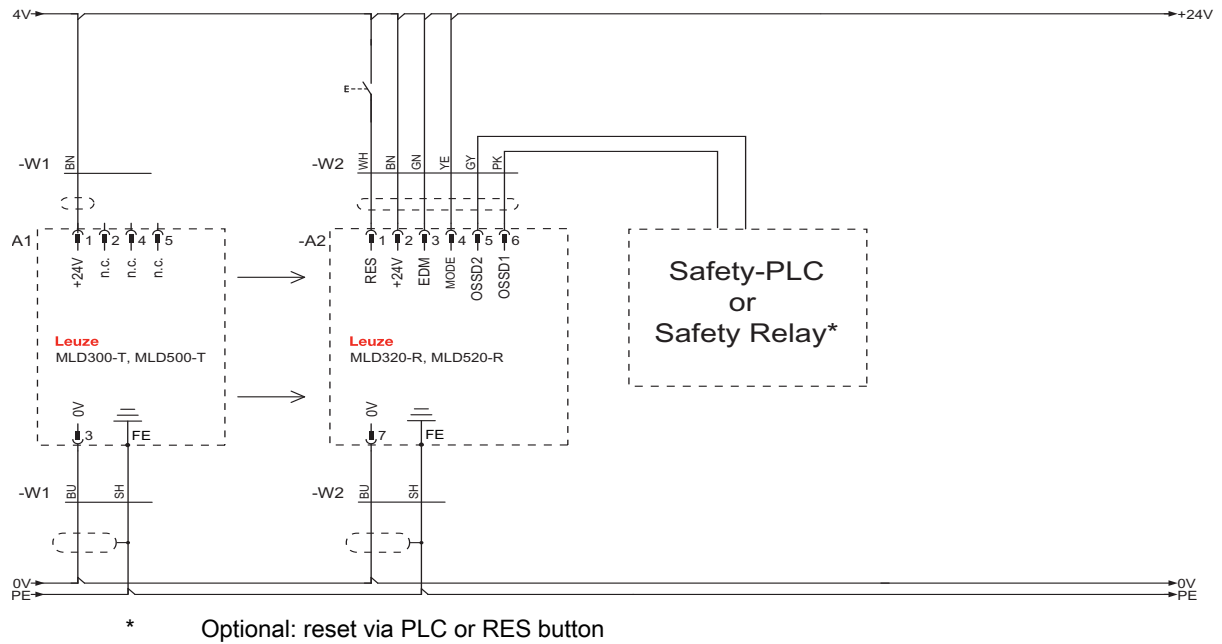 4V +24V
E
-W1 BN -W2 WH BN GN YE GY PK
A1 1 2 4 5 -A2 1 2 3 4 5 6
+24V n.c. n.c. n.c. RES +24V EDM MODE OSSD2 OSSD1
Safety-PLC
or
Safety Relay*
Leuze Leuze
MLD300-T, MLD500-T MLD320-R, MLD520-R
0V 0V
3 FE 7 FE
-W1 BU SH -W2 BU SH
0V 0V
PE PE
* Optional: reset via PLC or RES button